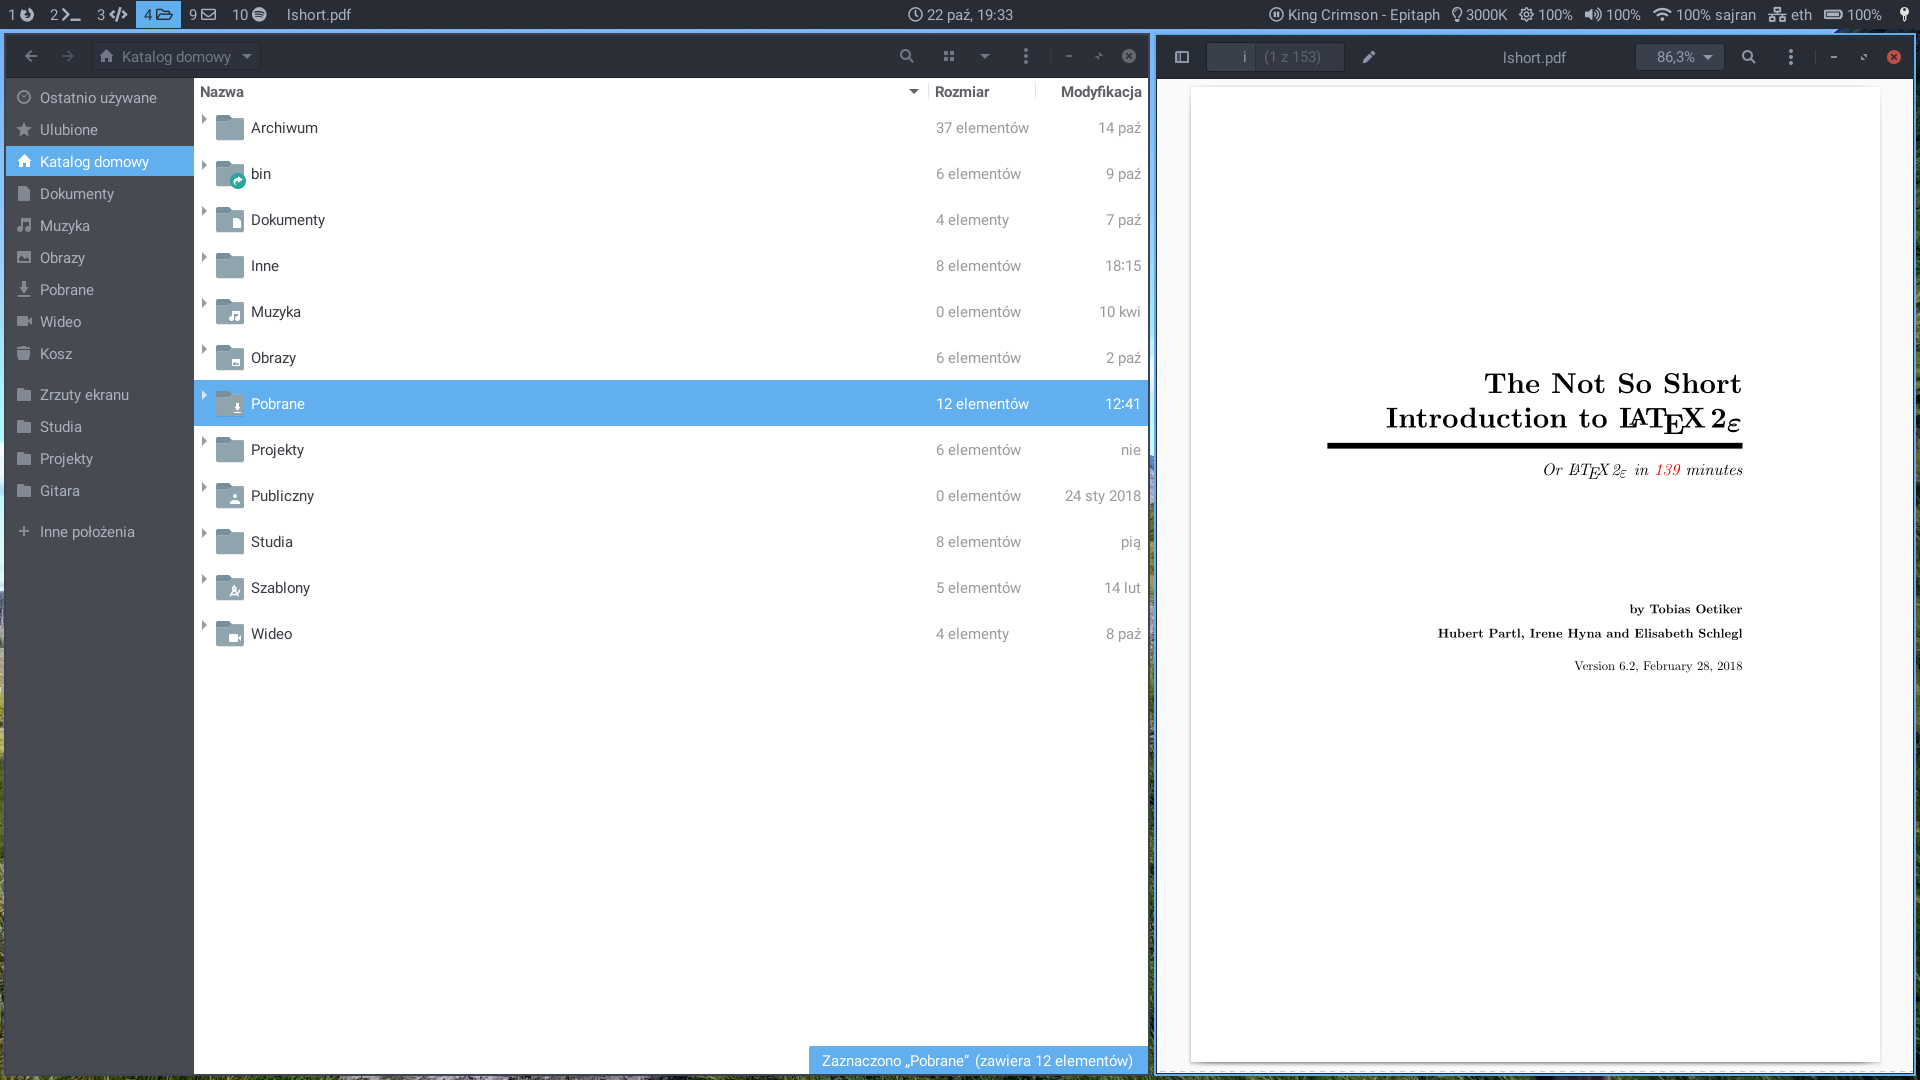 1 2 3 4 9 10 lshort.pdf
22 paź, 19:33
King Crimson - Epitaph 3000K 100% 100% 100% sajran eth 100%
Katalog domowy
Ostatnio używane
Ulubione
Katalog domowy
Dokumenty
Muzyka
Obrazy
Pobrane
Wideo
Kosz
Zrzuty ekranu
Studia
Projekty
Gitara
Inne położenia
Nazwa Rozmiar Modyfikacja
Archiwum 37 elementów 14 paź
bin 6 elementów 9 paź
Dokumenty 4 elementy 7 paź
Inne 8 elementów 18:15
Muzyka 0 elementów 10 kwi
Obrazy 6 elementów 2 paź
Pobrane 12 elementów 12:41
Projekty 6 elementów nie
Publiczny 0 elementów 24 sty 2018
Studia 8 elementów pią
Szablony 5 elementów 14 lut
Wideo 4 elementy 8 paź
Zaznaczono „Pobrane” (zawiera 12 elementów)
i (1 z 153) lshort.pdf 86,3%
The Not So Short
Introduction to LATEX 2ε
Or LATEX 2ε in 139 minutes
by Tobias Oetiker
Hubert Partl, Irene Hyna and Elisabeth Schlegl
Version 6.2, February 28, 2018